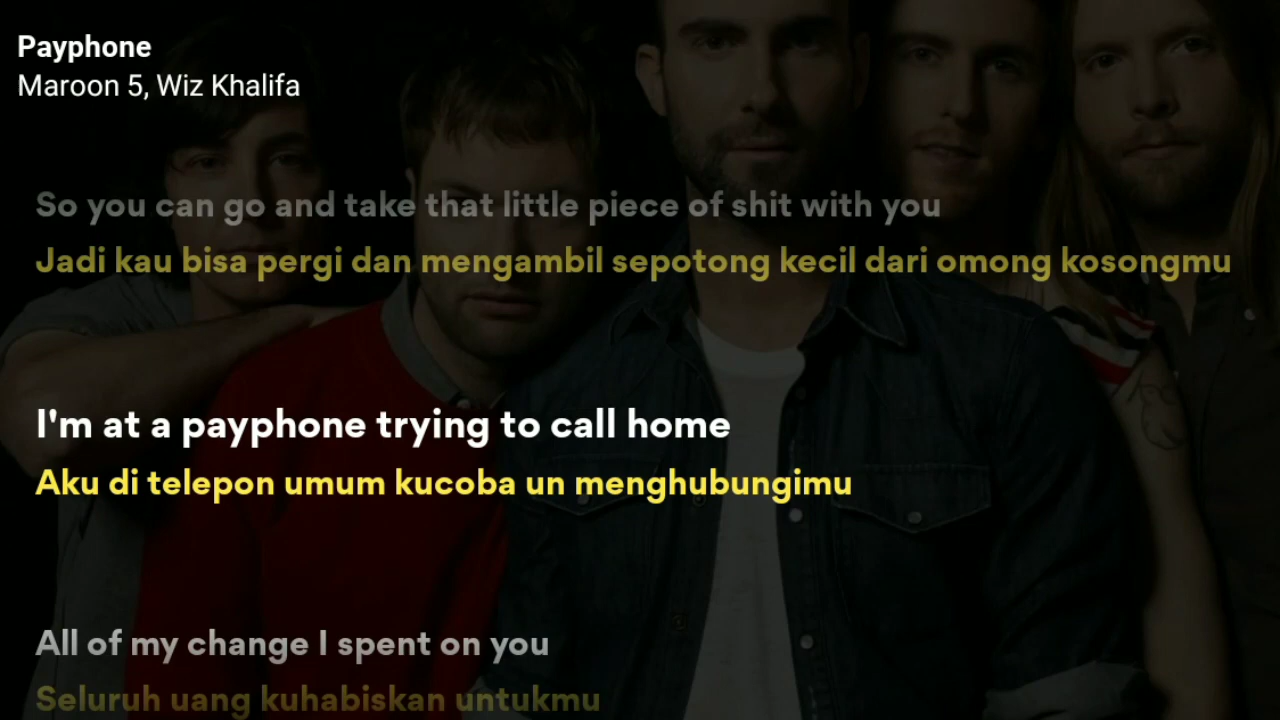 Payphone
Maroon 5, Wiz Khalifa
So you can go and take that little piece of shit with you
Jadi kau bisa pergi dan mengambil sepotong kecil dari omong kosongmu
I'm at a payphone trying to call home
Aku di telepon umum kucoba un menghubungimu
All of my change I spent on you
Seluruh uang kuhabiskan untukmu